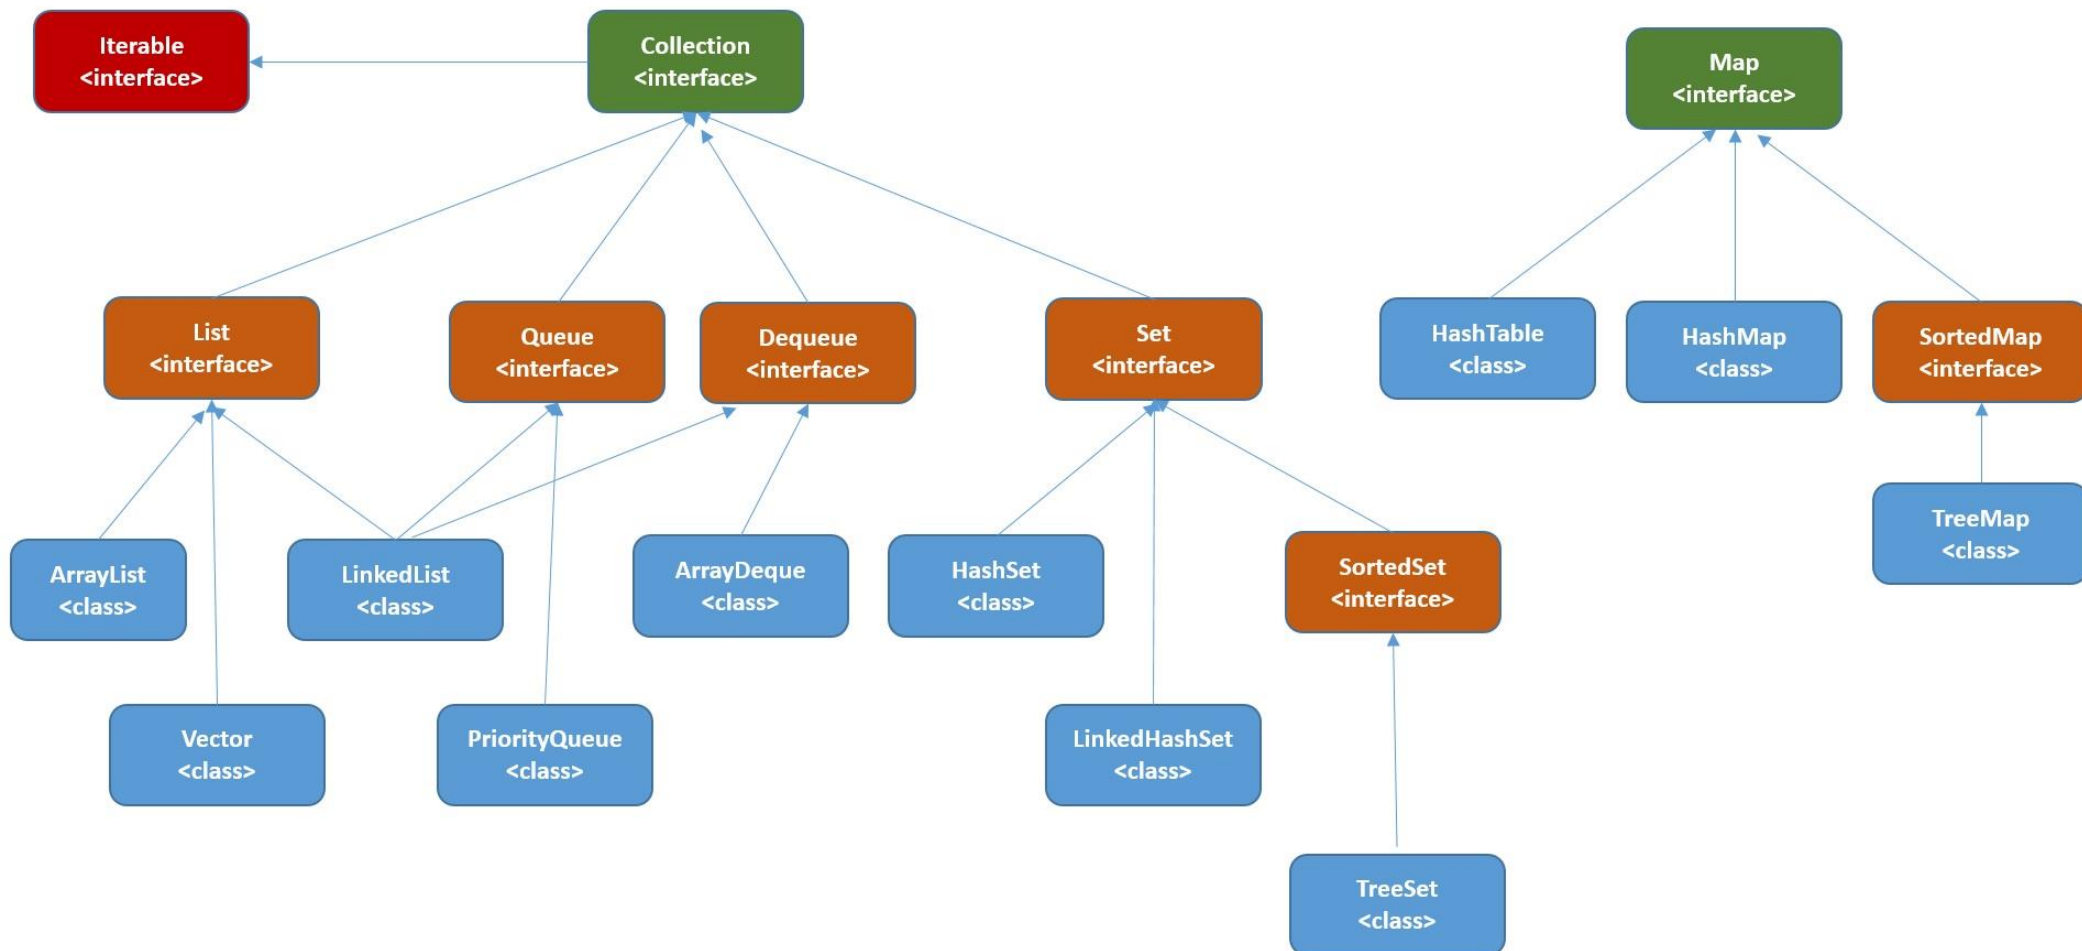 Iterable
<interface>
Collection
<interface>
Map
<interface>
List
<interface>
Queue
<interface>
Dequeue
<interface>
Set
<interface>
HashTable
<class>
HashMap
<class>
SortedMap
<interface>
ArrayList
<class>
LinkedList
<class>
ArrayDeque
<class>
HashSet
<class>
SortedSet
<interface>
TreeMap
<class>
Vector
<class>
PriorityQueue
<class>
LinkedHashSet
<class>
TreeSet
<class>